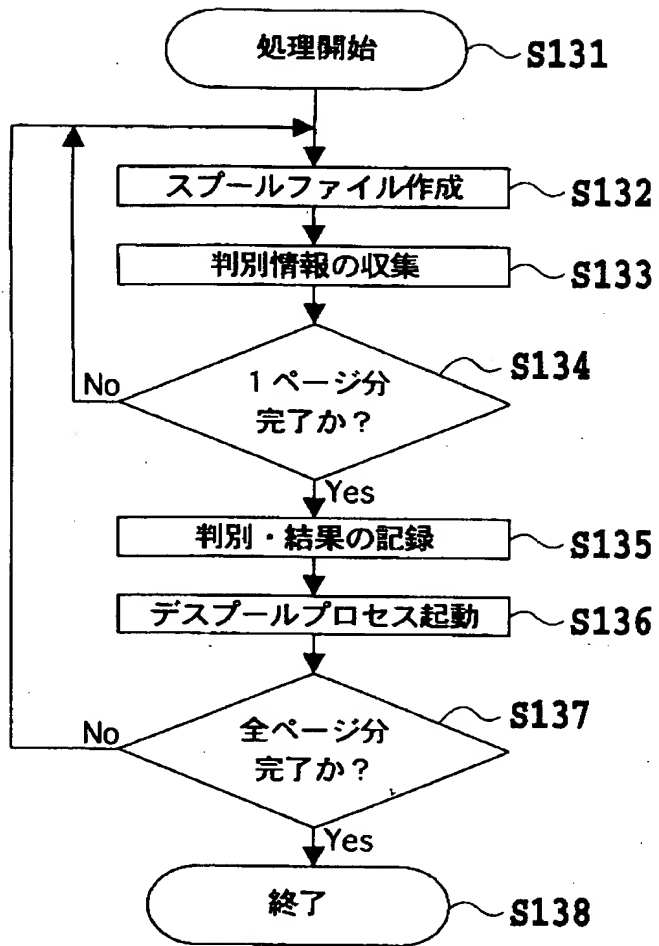 処理開始
S131
スプールファイル作成
S132
判別情報の収集
S133
1ページ分
完了か？
S134
No
Yes
判別・結果の記録
S135
デスプールプロセス起動
S136
全ページ分
完了か？
S137
No
Yes
終了
S138